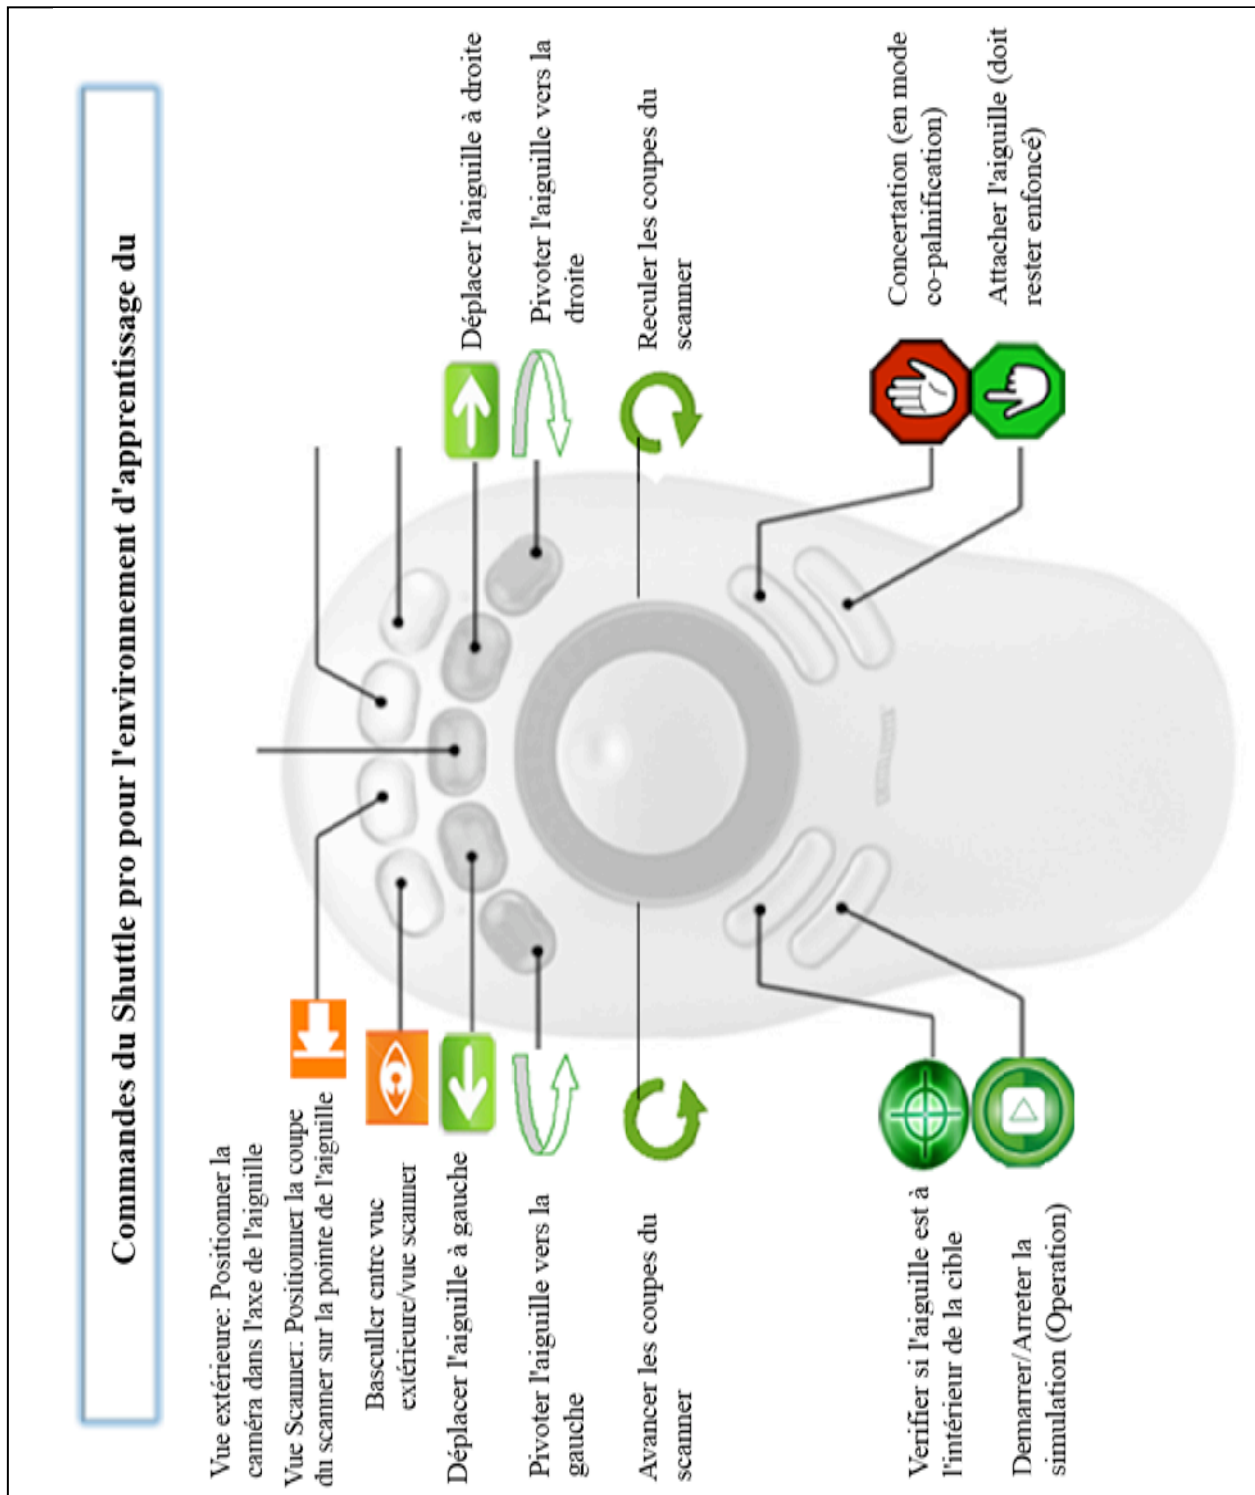 Commandes du Shuttle pro pour l'environnement d'apprentissage du
Vue extérieure: Positionner la
caméra dans l'axe de l'aiguille
Vue Scanner: Positionner la coupe
du scanner sur la pointe de l'aiguille
Basculler entre vue
extérieure/vue scanner
Déplacer l'aiguille à gauche
Pivoter l'aiguille vers la
gauche
Avancer les coupes du
scanner
Verifier si l'aiguille est à
l'intérieur de la cible
Demarrer/Arreter la
simulation (Operation)
Déplacer l'aiguille à droite
Pivoter l'aiguille vers la
droite
Reculer les coupes du
scanner
Concertation (en mode
co-palnification)
Attacher l'aiguille (doit
rester enfoncé)